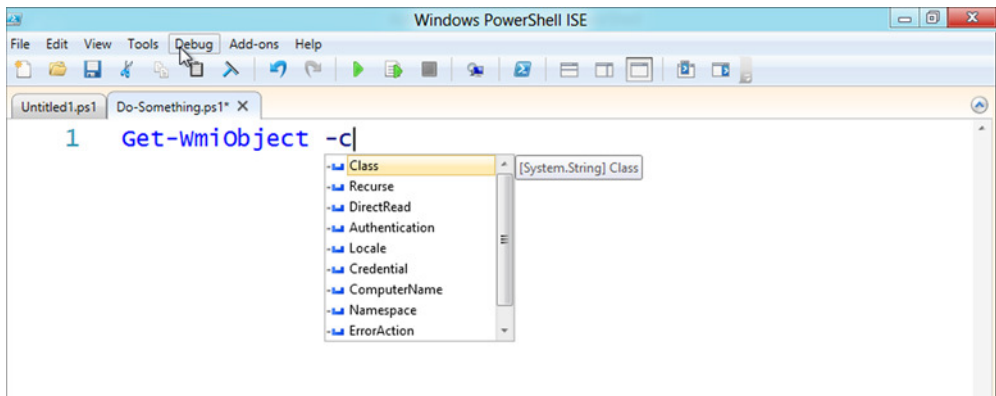 Windows PowerShell ISE
File Edit View Tools Debug Add-ons Help
Untitled1.ps1 Do-Something.ps1* X
1 Get-WmiObject -c
Class [System.String] Class
Recurse
DirectRead
Authentication
Locale
Credential
ComputerName
Namespace
ErrorAction